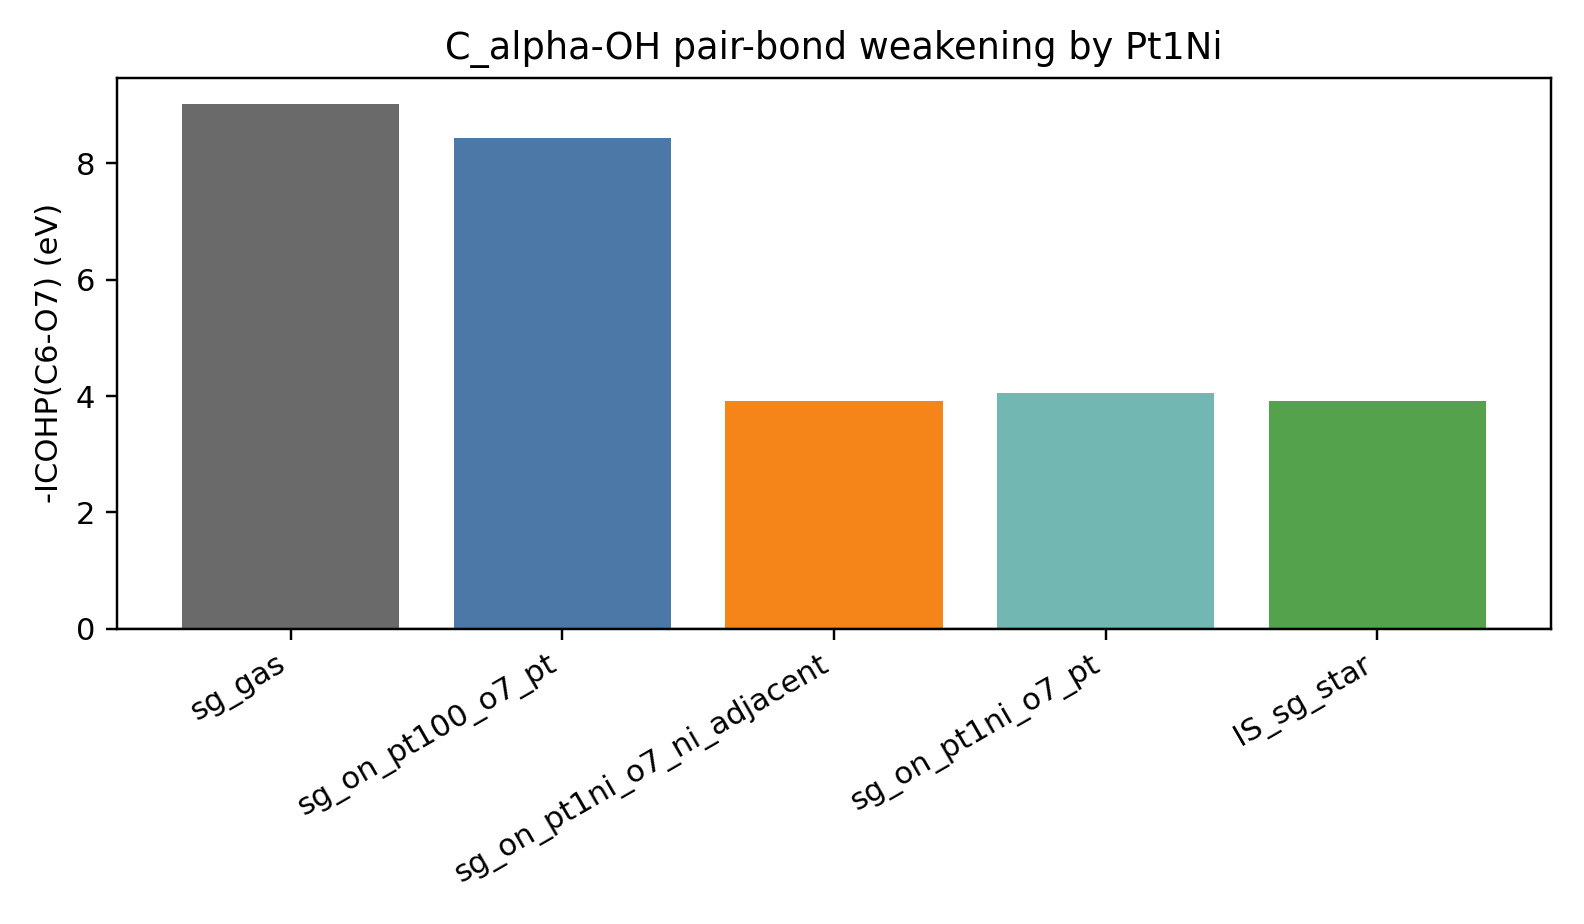 C_alpha-OH pair-bond weakening by Pt1Ni
-ICOHP(C6-O7) (eV)
8
6
4
2
0
sg_gas
sg_on_pt100_o7_pt
sg_on_pt1ni_o7_ni_adjacent
sg_on_pt1ni_o7_pt
IS_sg_star